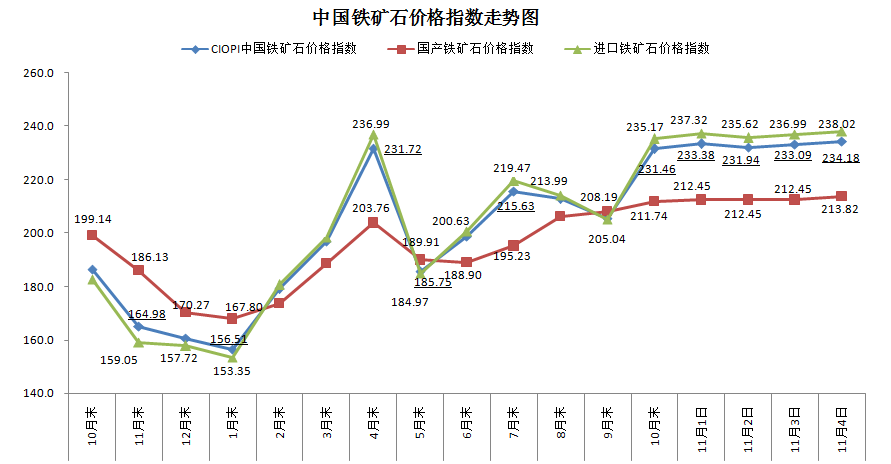 中国铁矿石价格指数走势图
CIOPI中国铁矿石价格指数
国产铁矿石价格指数
进口铁矿石价格指数
260.0
240.0
220.0
200.0
180.0
160.0
140.0
199.14
186.13
164.98
159.05
170.27
157.72
167.80
156.51
153.35
236.99
231.72
203.76
189.91
185.75
184.97
200.63
188.90
219.47
215.63
195.23
213.99
208.19
205.04
235.17
231.46
211.74
237.32
233.38
212.45
235.62
231.94
212.45
236.99
233.09
212.45
238.02
234.18
213.82
10月末
11月末
12月末
1月末
2月末
3月末
4月末
5月末
6月末
7月末
8月末
9月末
10月末
11月1日
11月2日
11月3日
11月4日